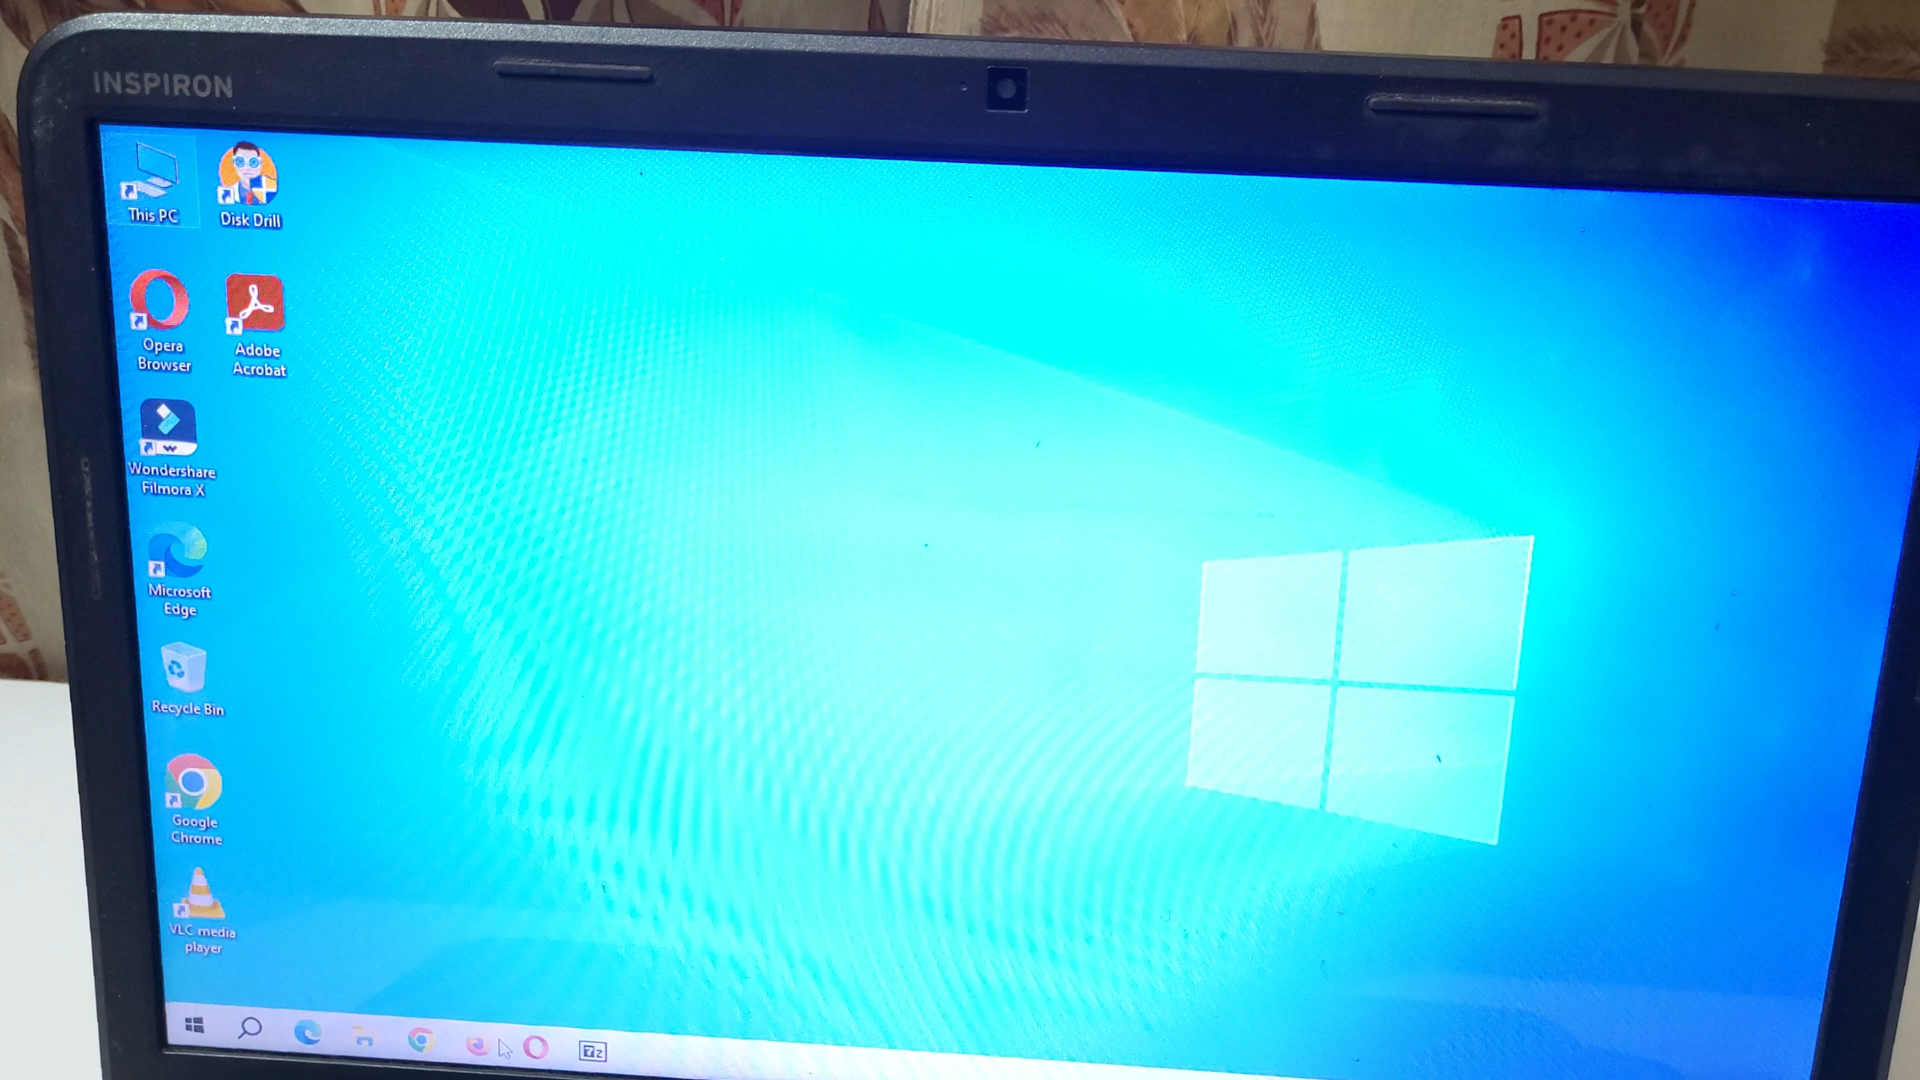 INSPIRON
This PC
Disk Drill
Opera
Browser
Adobe
Acrobat
Wondershare
Filmora X
Microsoft
Edge
Recycle Bin
Google
Chrome
VLC media
player
7z